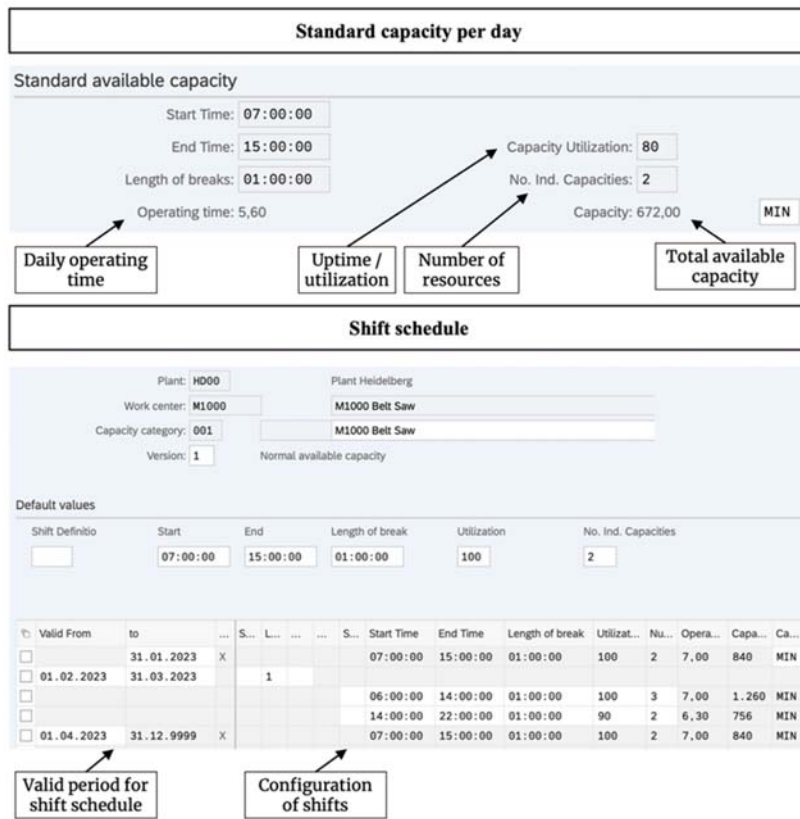 Standard capacity per day
Standard available capacity
Start Time: 07:00:00
End Time: 15:00:00 Capacity Utilization: 80
Length of breaks: 01:00:00 No. Ind. Capacities: 2
Operating time: 5,60 Capacity: 672,00 MIN
Daily operating time
Uptime / utilization
Number of resources
Total available capacity
Shift schedule
Plant: HD00 Plant Heidelberg
Work center: M1000 M1000 Belt Saw
Capacity category: 001 M1000 Belt Saw
Version: 1 Normal available capacity
Default values
Shift Definitio Start End Length of break Utilization No. Ind. Capacities
07:00:00 15:00:00 01:00:00 100 2
Valid From to ... S... L... ... ... S... Start Time End Time Length of break Utilizat... Nu... Opera... Capa... Ca...
31.01.2023 X 07:00:00 15:00:00 01:00:00 100 2 7,00 840 MIN
01.02.2023 31.03.2023 1
06:00:00 14:00:00 01:00:00 100 3 7,00 1.260 MIN
14:00:00 22:00:00 01:00:00 90 2 6,30 756 MIN
01.04.2023 31.12.9999 X 07:00:00 15:00:00 01:00:00 100 2 7,00 840 MIN
Valid period for shift schedule
Configuration of shifts